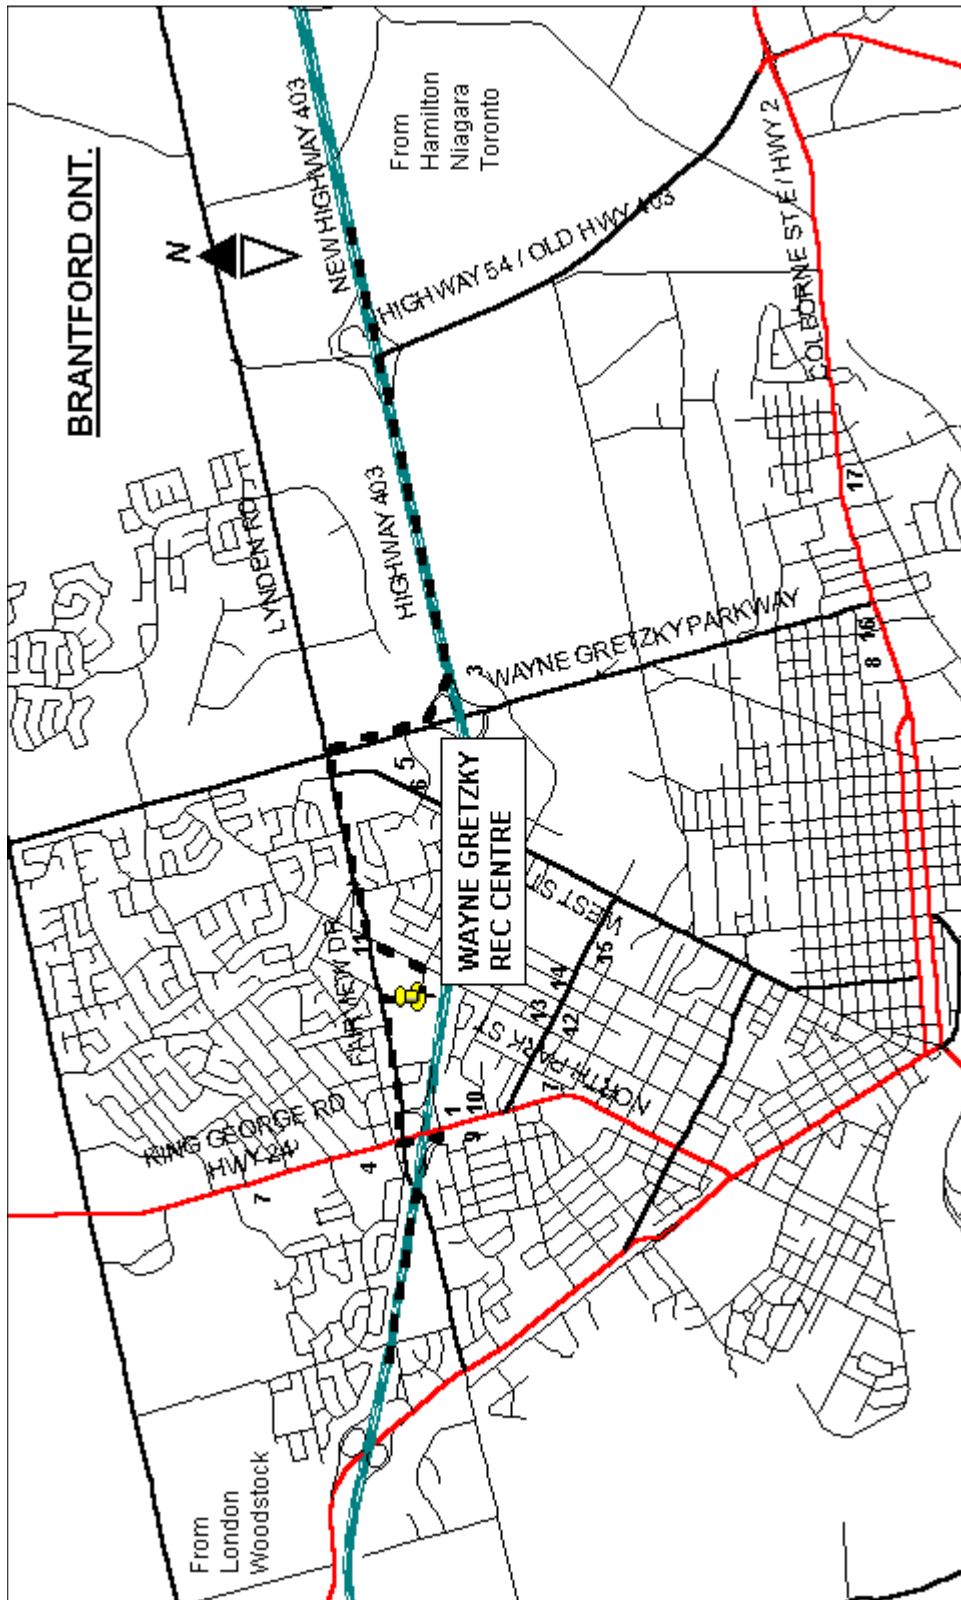 BRANTFORD ONT.
N
From
London
Woodstock
From
Hamilton
Niagara
Toronto
KING GEORGE RD
HWY 24
FAIRVIEW DR
LYNDEN RD
HIGHWAY 403
NEW HIGHWAY 403
HIGHWAY 54 / OLD HWY 403
WAYNE GRETZKY
REC CENTRE
WAYNE GRETZKY PARKWAY
NORTH PARK ST
WEST ST
COLBORNE ST E / HWY 2
7
4
11
5
6
3
9
10
1
7
12
13
14
15
8
16
17